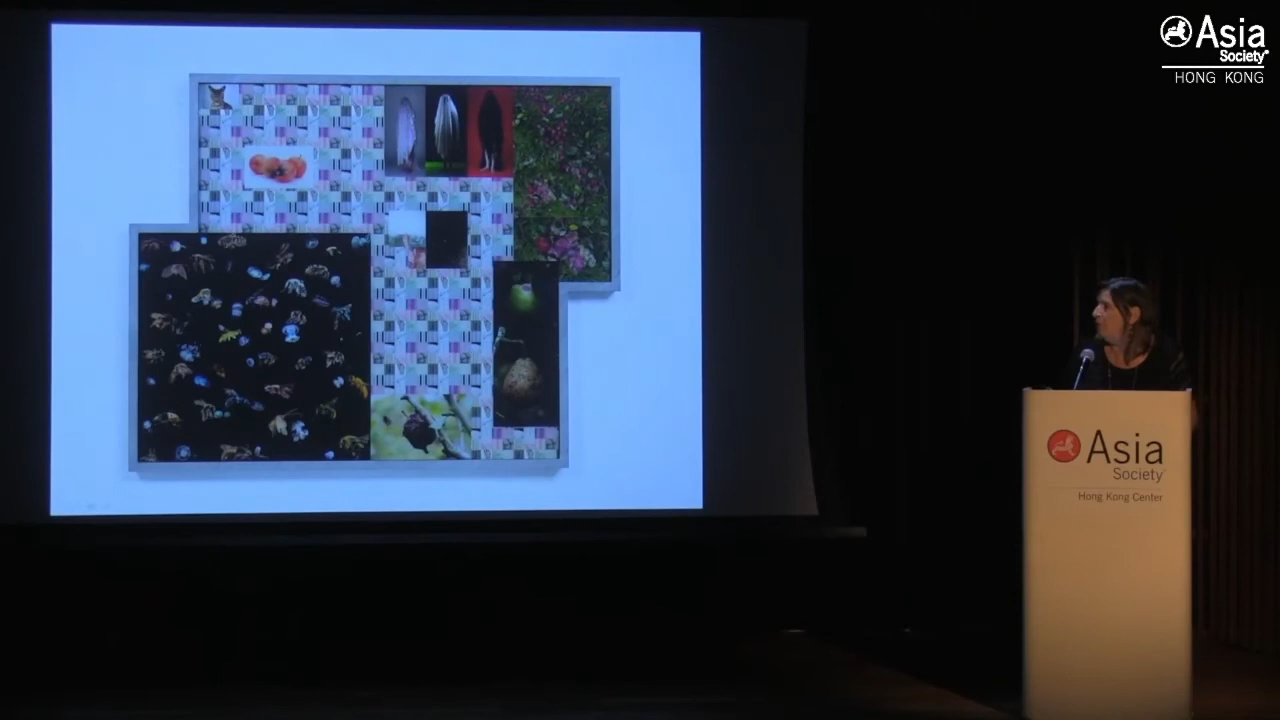 Asia
Society
HONG KONG
Asia
Society
Hong Kong Center